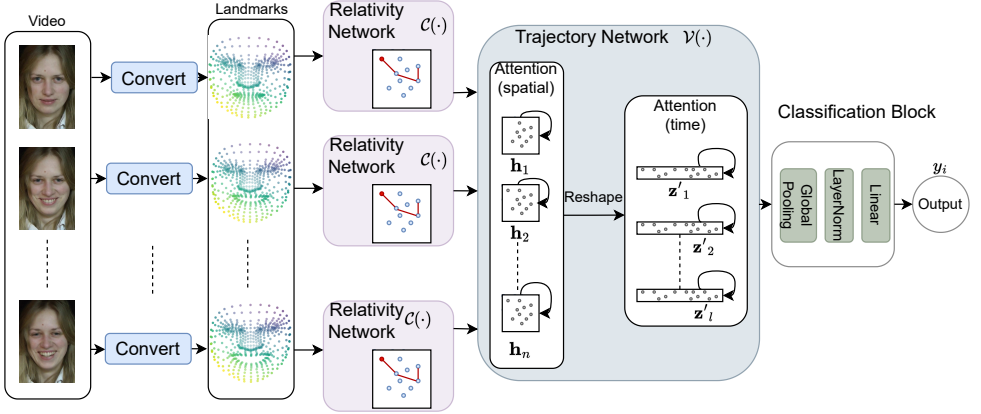 Video
Landmarks
Convert
Convert
Convert
Relativity
Network 𝒞(·)
Relativity
Network 𝒞(·)
Relativity
Network 𝒞(·)
Trajectory Network 𝒱(·)
Attention
(spatial)
h₁
h₂
hₙ
Reshape
Attention
(time)
z'₁
z'₂
z'ₗ
Classification Block
Global
Pooling
LayerNorm
Linear
yᵢ
Output